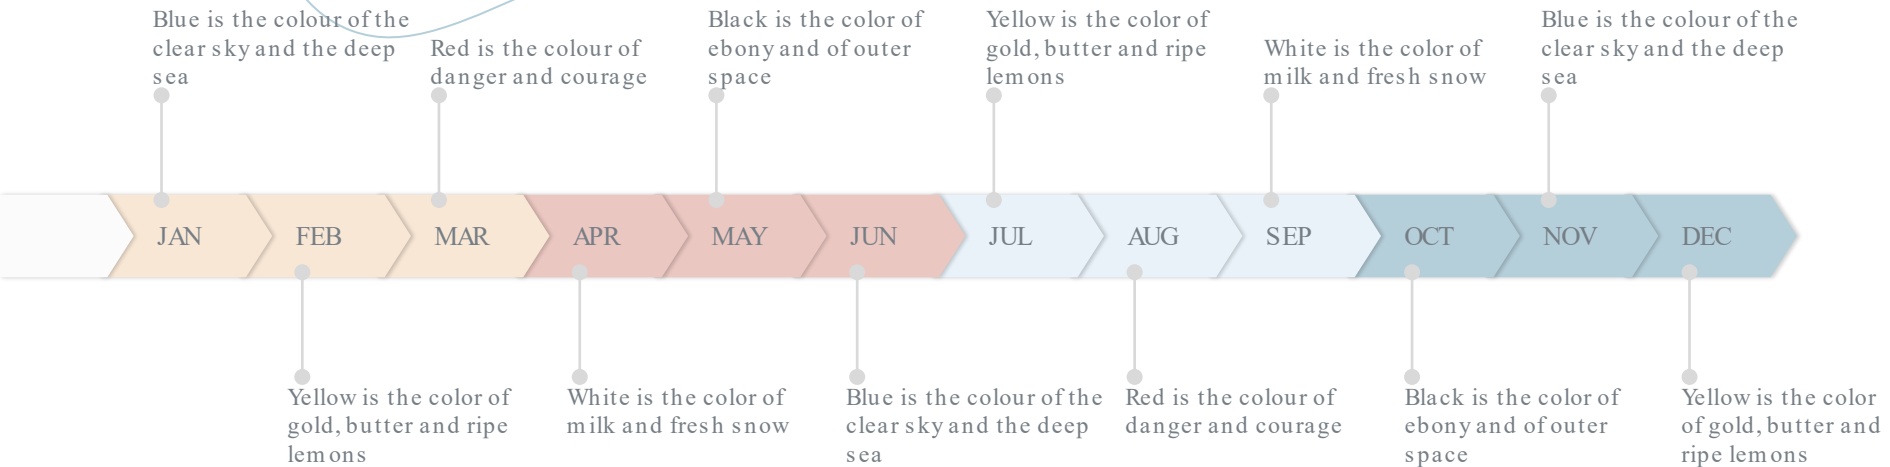 Blue is the colour of the
clear sky and the deep
sea
Red is the colour of
danger and courage
Black is the color of
ebony and of outer
space
Yellow is the color of
gold, butter and ripe
lemons
White is the color of
milk and fresh snow
Blue is the colour of the
clear sky and the deep
sea
JAN
FEB
MAR
APR
MAY
JUN
JUL
AUG
SEP
OCT
NOV
DEC
Yellow is the color of
gold, butter and ripe
lemons
White is the color of
milk and fresh snow
Blue is the colour of the
clear sky and the deep
sea
Red is the colour of
danger and courage
Black is the color of
ebony and of outer
space
Yellow is the color
of gold, butter and
ripe lemons